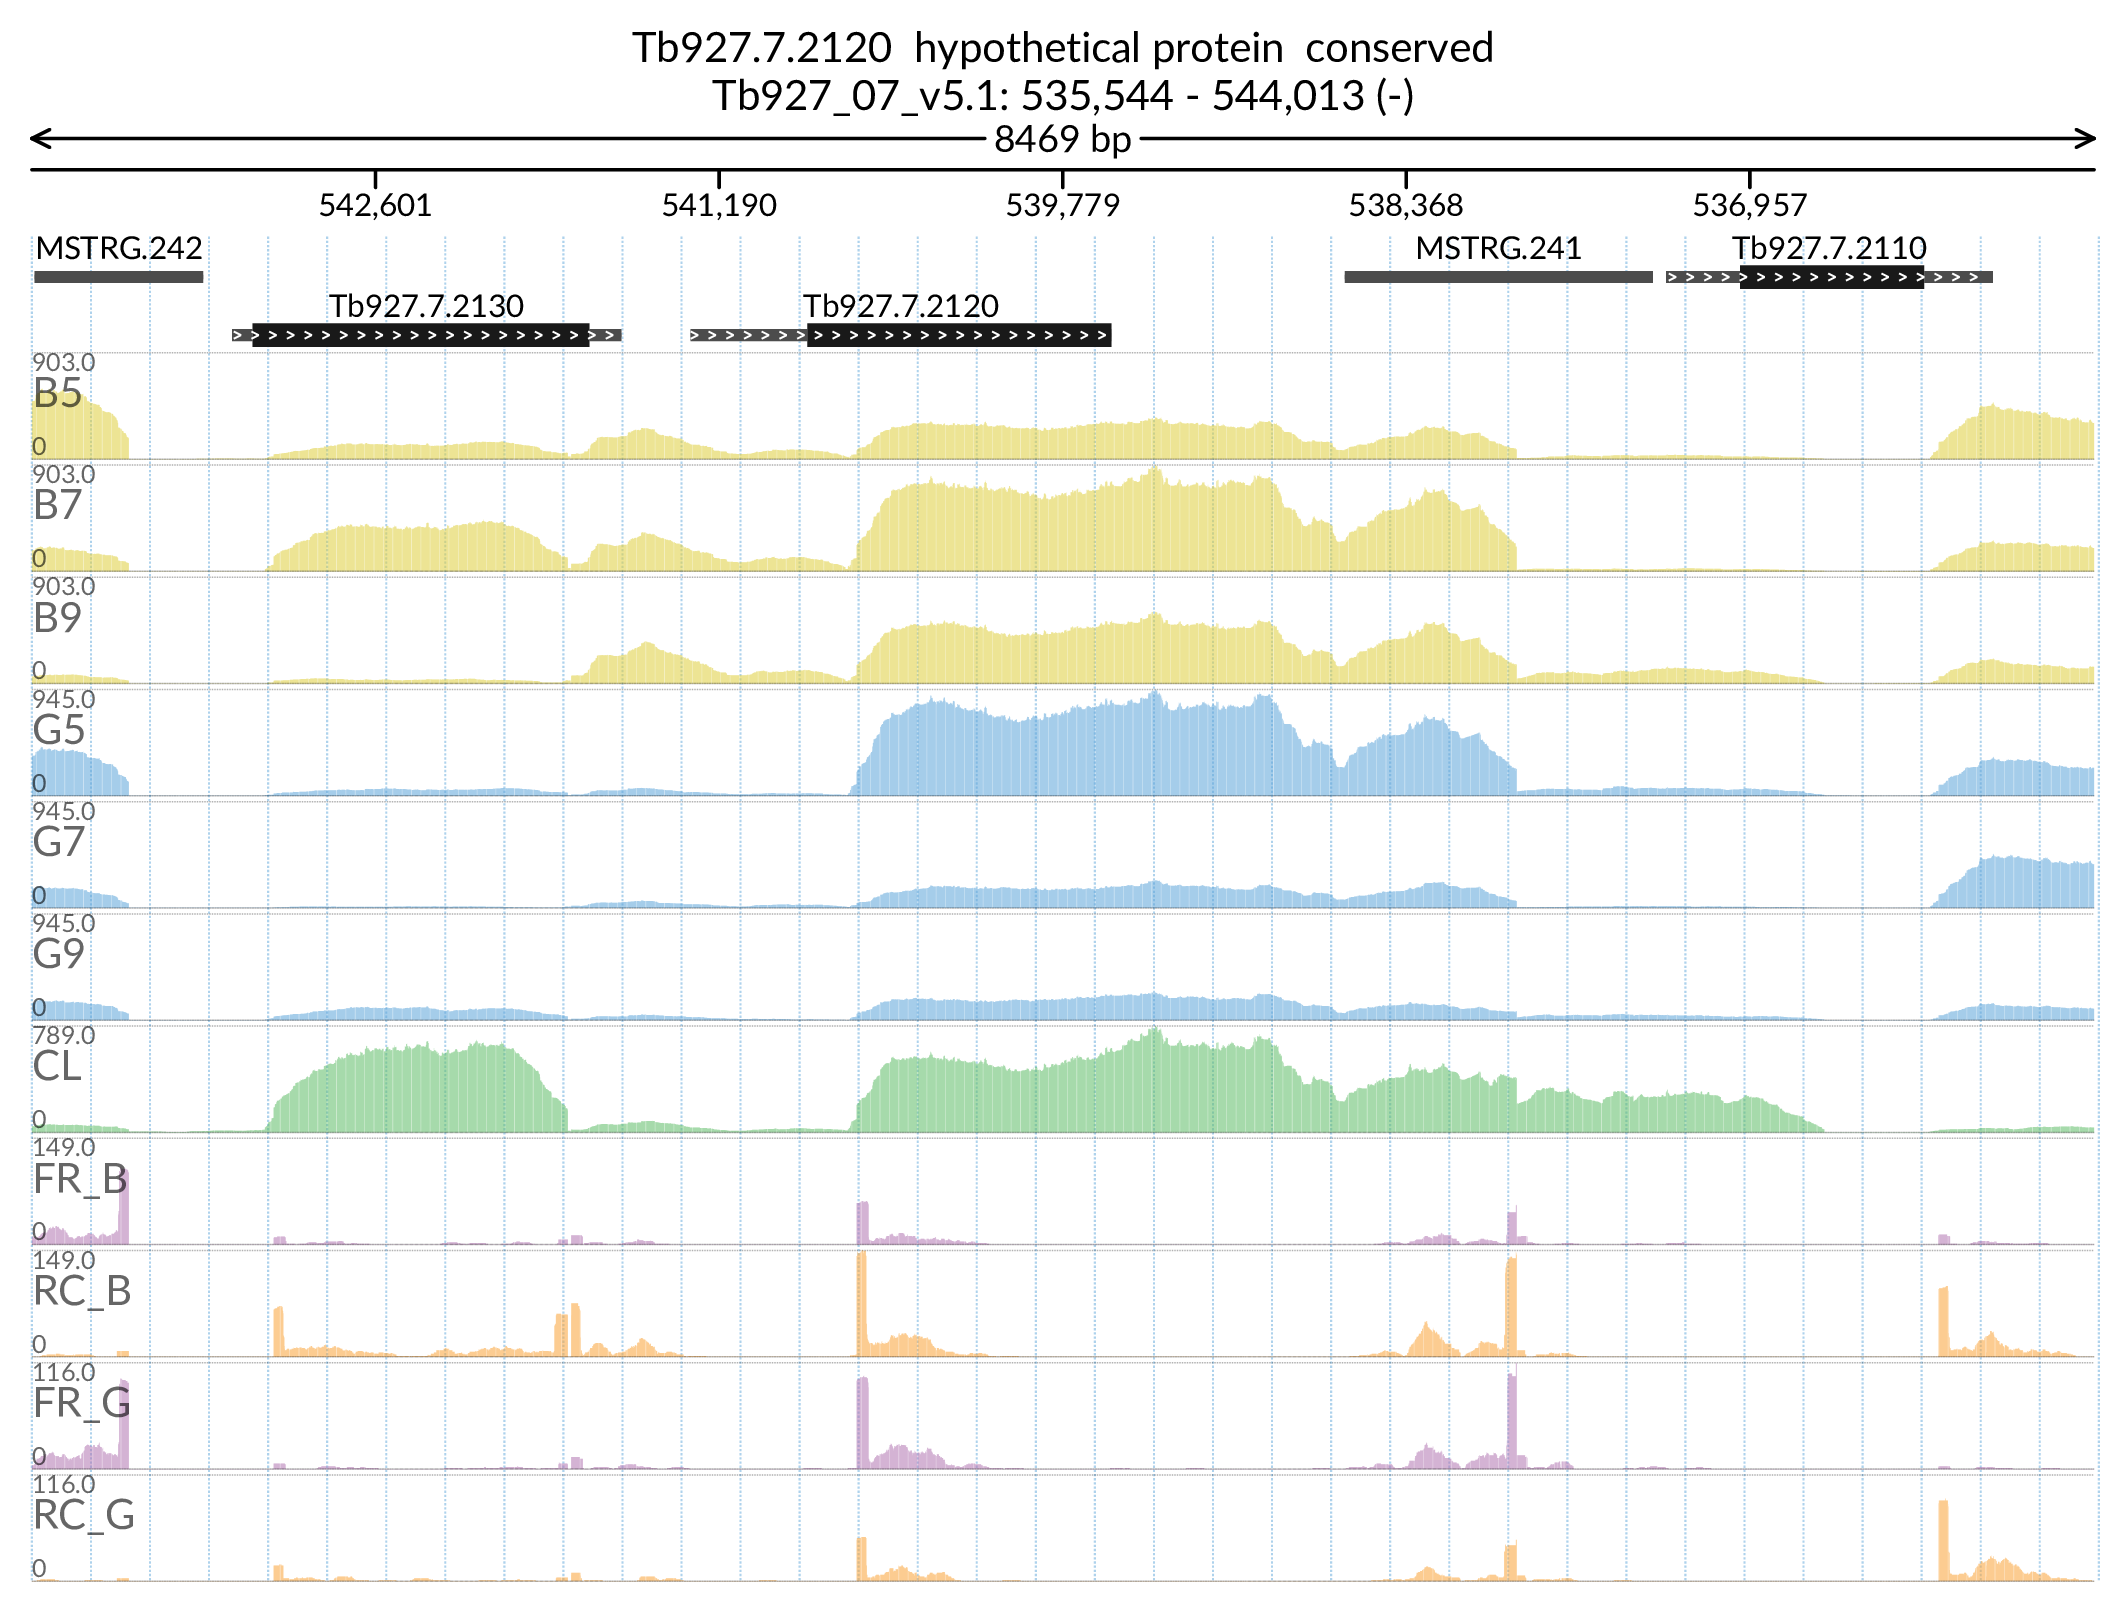 Tb927.7.2120  hypothetical protein  conserved
Tb927_07_v5.1: 535,544 - 544,013 (-)
8469 bp
542,601 541,190 539,779 538,368 536,957
MSTRG.242 MSTRG.241 Tb927.7.2110
Tb927.7.2130 Tb927.7.2120
903.0
B5
0
903.0
B7
0
903.0
B9
0
945.0
G5
0
945.0
G7
0
945.0
G9
0
789.0
CL
0
149.0
FR_B
0
149.0
RC_B
0
116.0
FR_G
0
116.0
RC_G
0